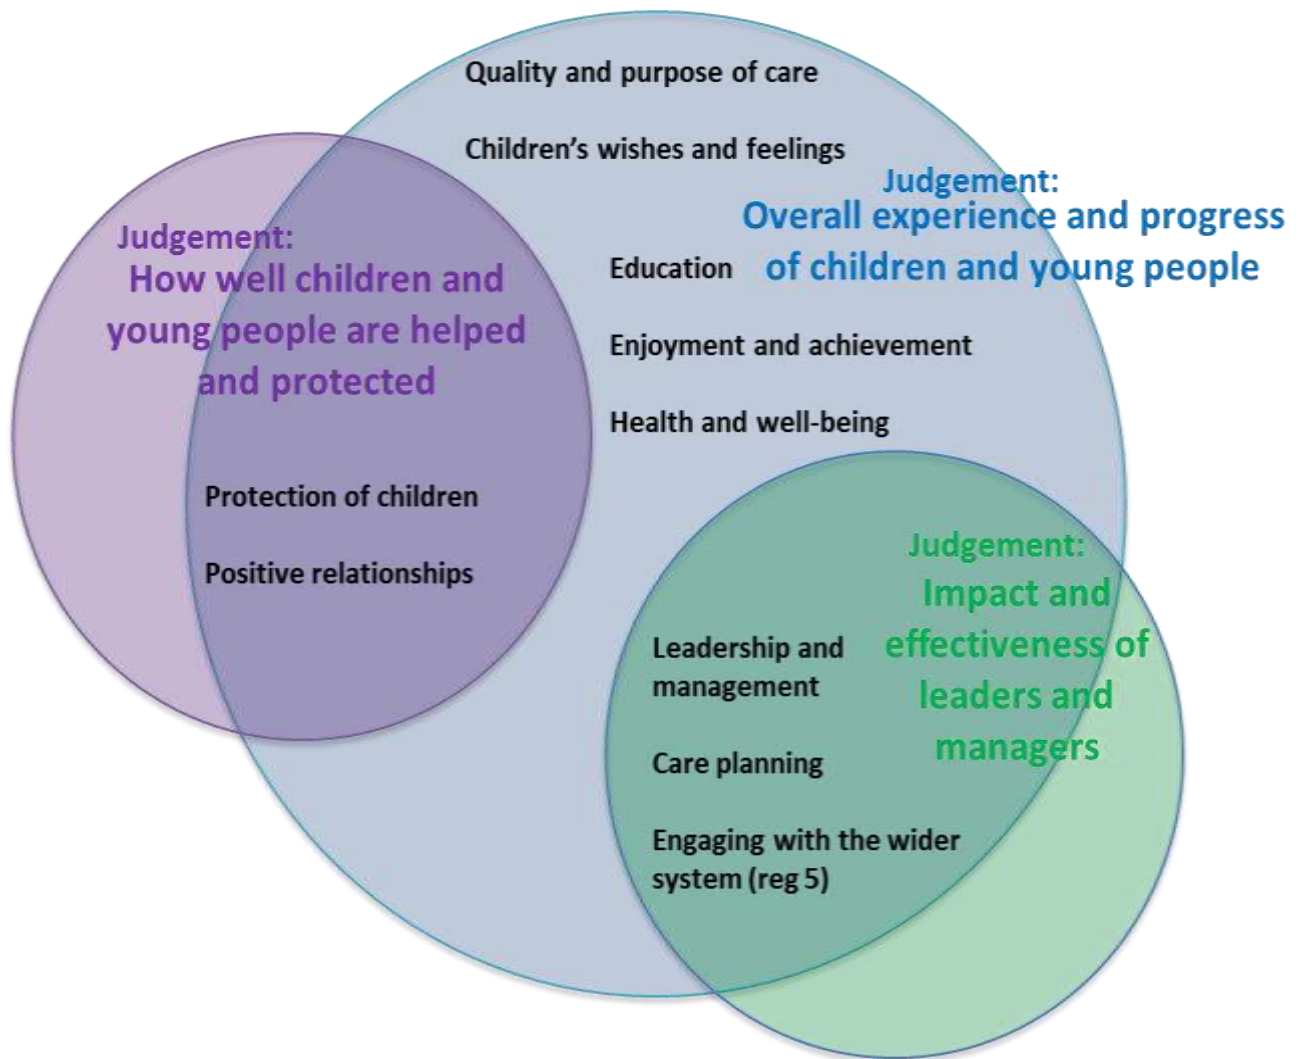 Quality and purpose of care
Children’s wishes and feelings
Judgement:
Overall experience and progress
of children and young people
Judgement:
How well children and
young people are helped
and protected
Education
Enjoyment and achievement
Health and well-being
Protection of children
Positive relationships
Judgement:
Impact and
effectiveness of
leaders and
managers
Leadership and
management
Care planning
Engaging with the wider
system (reg 5)